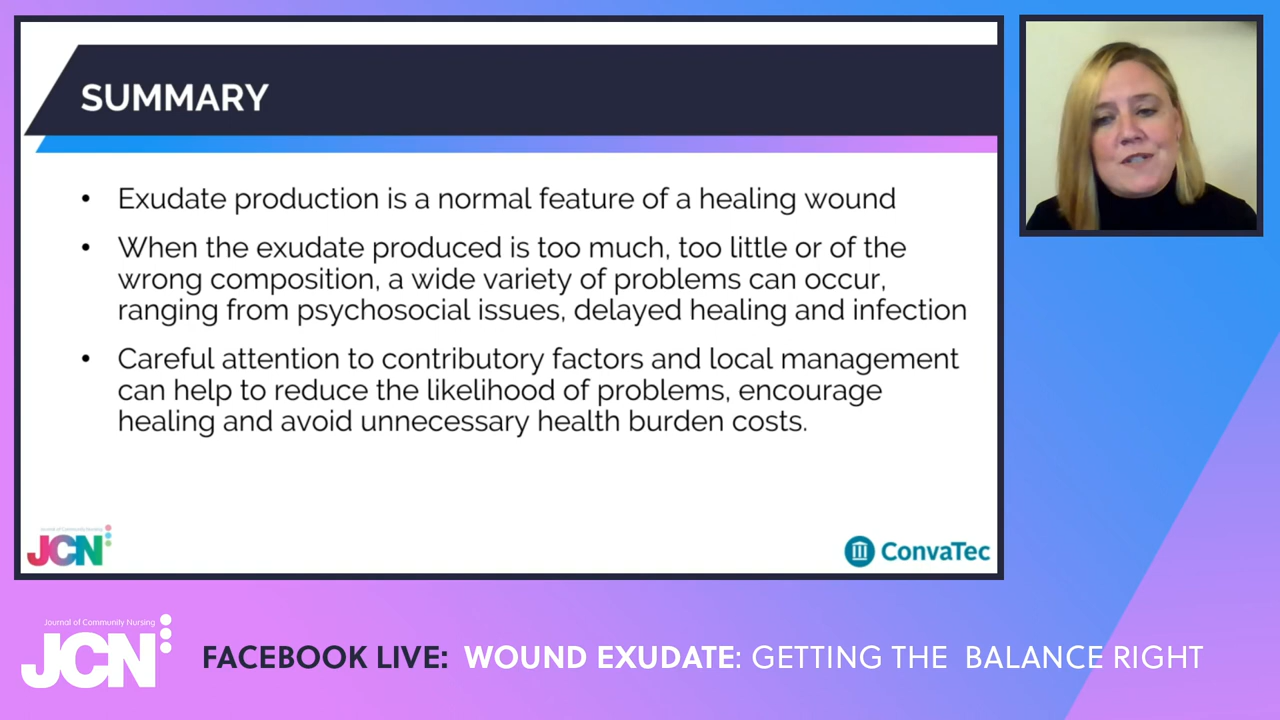 SUMMARY
• Exudate production is a normal feature of a healing wound
• When the exudate produced is too much, too little or of the
wrong composition, a wide variety of problems can occur,
ranging from psychosocial issues, delayed healing and infection
• Careful attention to contributory factors and local management
can help to reduce the likelihood of problems, encourage
healing and avoid unnecessary health burden costs.
Journal of Community Nursing
JCN
ConvaTec
Journal of Community Nursing
JCN
FACEBOOK LIVE: WOUND EXUDATE: GETTING THE BALANCE RIGHT